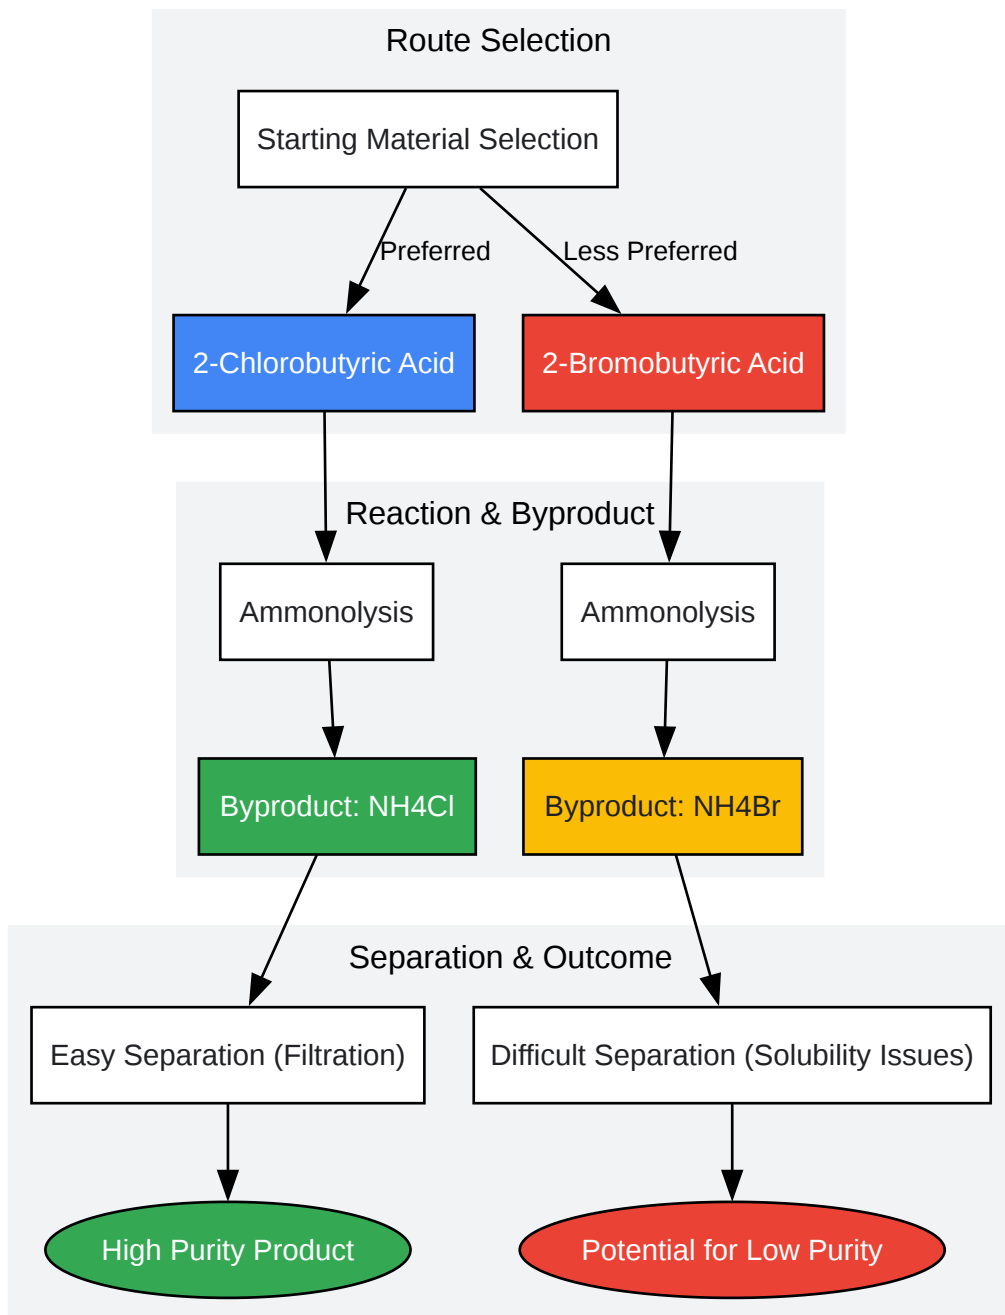 Route Selection
Starting Material Selection
Preferred
Less Preferred
2-Chlorobutyric Acid
2-Bromobutyric Acid
Reaction & Byproduct
Ammonolysis
Ammonolysis
Byproduct: NH4Cl
Byproduct: NH4Br
Separation & Outcome
Easy Separation (Filtration)
Difficult Separation (Solubility Issues)
High Purity Product
Potential for Low Purity